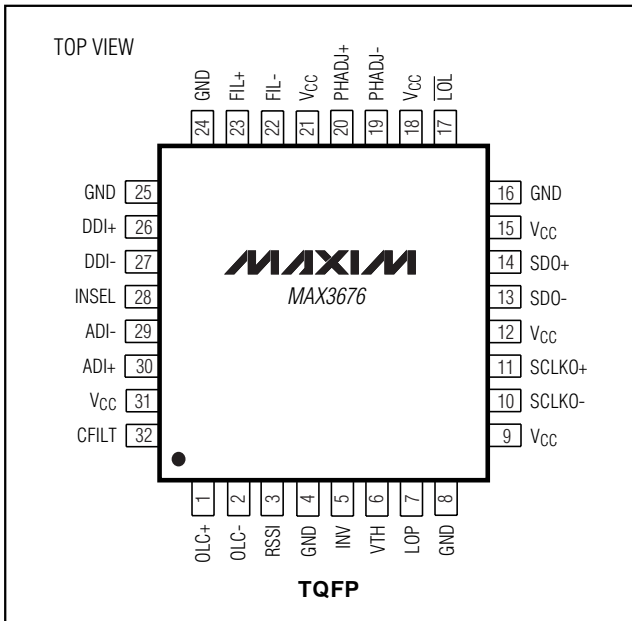 TOP VIEW
GND FIL+ FIL- VCC PHADJ+ PHADJ- VCC L̅O̅L̅
24 23 22 21 20 19 18 17
GND 25
DDI+ 26
DDI- 27
INSEL 28
ADI- 29
ADI+ 30
VCC 31
CFILT 32
MAXIM
MAX3676
16 GND
15 VCC
14 SDO+
13 SDO-
12 VCC
11 SCLKO+
10 SCLKO-
9 VCC
1 2 3 4 5 6 7 8
OLC+ OLC- RSSI GND INV VTH LOP GND
TQFP